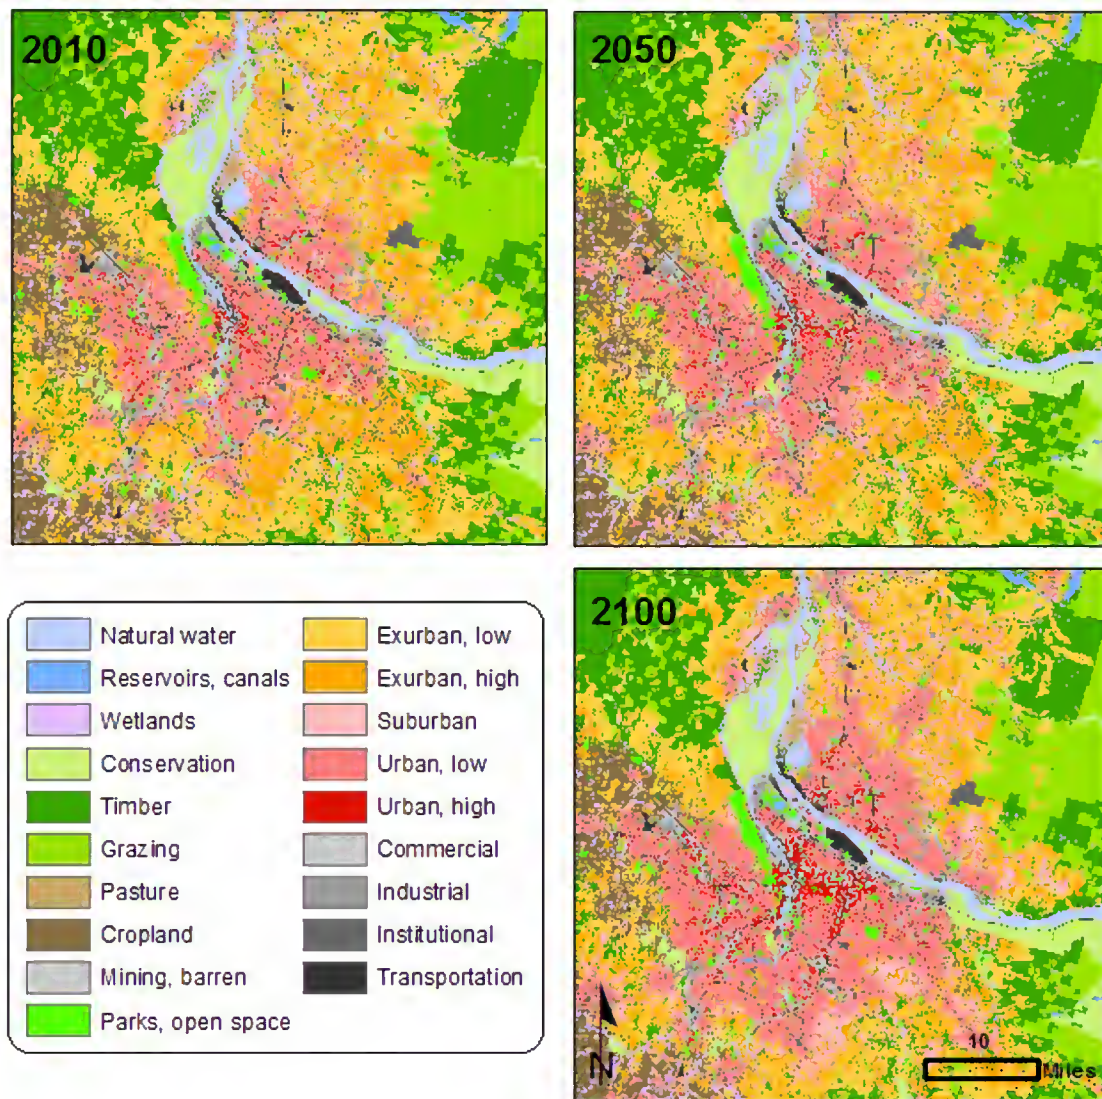 2010
2050
Natural water
Reservoirs, canals
Wetlands
Conservation
Timber
Grazing
Pasture
Cropland
Mining, barren
Parks, open space
Exurban, low
Exurban, high
Suburban
Urban, low
Urban, high
Commercial
Industrial
Institutional
Transportation
2100
N
10
Miles